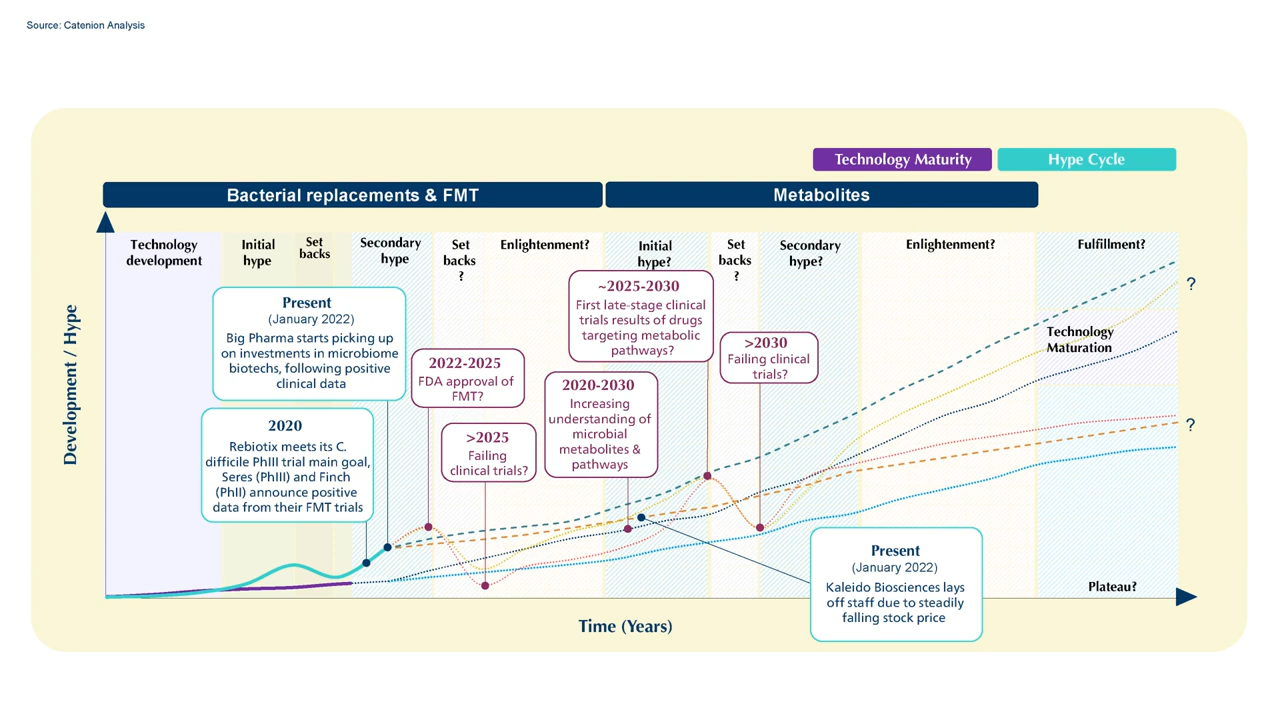 Source: Catenion Analysis
Technology Maturity
Hype Cycle
Bacterial replacements & FMT
Metabolites
Technology
development
Initial
hype
Set
backs
Secondary
hype
Set
backs
?
Enlightenment?
Initial
hype?
Set
backs
?
Secondary
hype?
Enlightenment?
Fulfillment?
Present
(January 2022)
Big Pharma starts picking up
on investments in microbiome
biotechs, following positive
clinical data
2020
Rebiotix meets its C.
difficile PhIII trial main goal,
Seres (PhIII) and Finch
(PhII) announce positive
data from their FMT trials
2022-2025
FDA approval of
FMT?
>2025
Failing
clinical trials?
~2025-2030
First late-stage clinical
trials results of drugs
targeting metabolic
pathways?
2020-2030
Increasing
understanding of
microbial
metabolites &
pathways
>2030
Failing clinical
trials?
?
Technology
Maturation
?
Present
(January 2022)
Kaleido Biosciences lays
off staff due to steadily
falling stock price
Plateau?
Development / Hype
Time (Years)